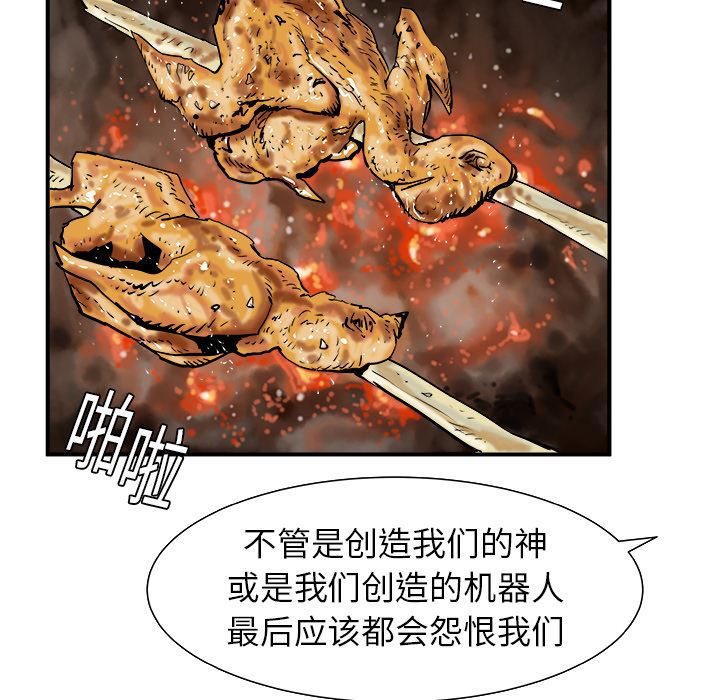 啪啦
不管是创造我们的神
或是我们创造的机器人
最后应该都会怨恨我们